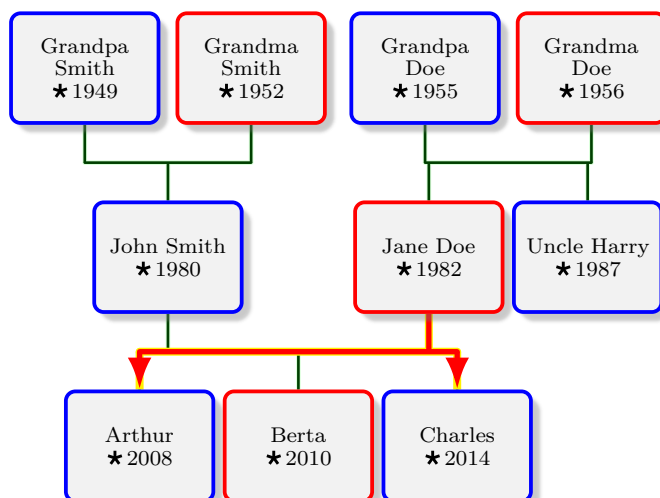 Grandpa
Smith
★1949
Grandma
Smith
★1952
Grandpa
Doe
★1955
Grandma
Doe
★1956
John Smith
★1980
Jane Doe
★1982
Uncle Harry
★1987
Arthur
★2008
Berta
★2010
Charles
★2014